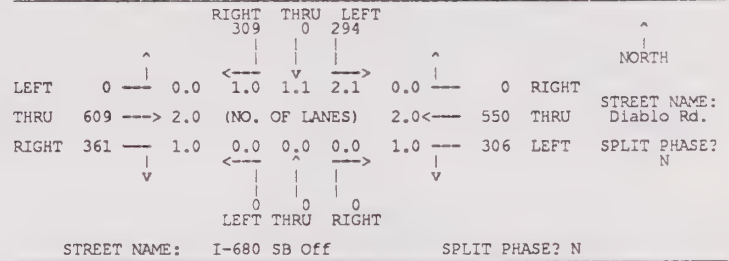 RIGHT THRU LEFT
309 0 294
| | |
^ | | | ^ ^
| <--- v ---> | | NORTH
LEFT 0 --- 0.0 1.0 1.1 2.1 0.0 --- 0 RIGHT
STREET NAME:
THRU 609 ---> 2.0 (NO. OF LANES) 2.0<--- 550 THRU Diablo Rd.
RIGHT 361 --- 1.0 0.0 0.0 0.0 1.0 --- 306 LEFT SPLIT PHASE?
| <--- ^ ---> | N
v | | | v
0 0 0
LEFT THRU RIGHT
STREET NAME: I-680 SB Off SPLIT PHASE? N